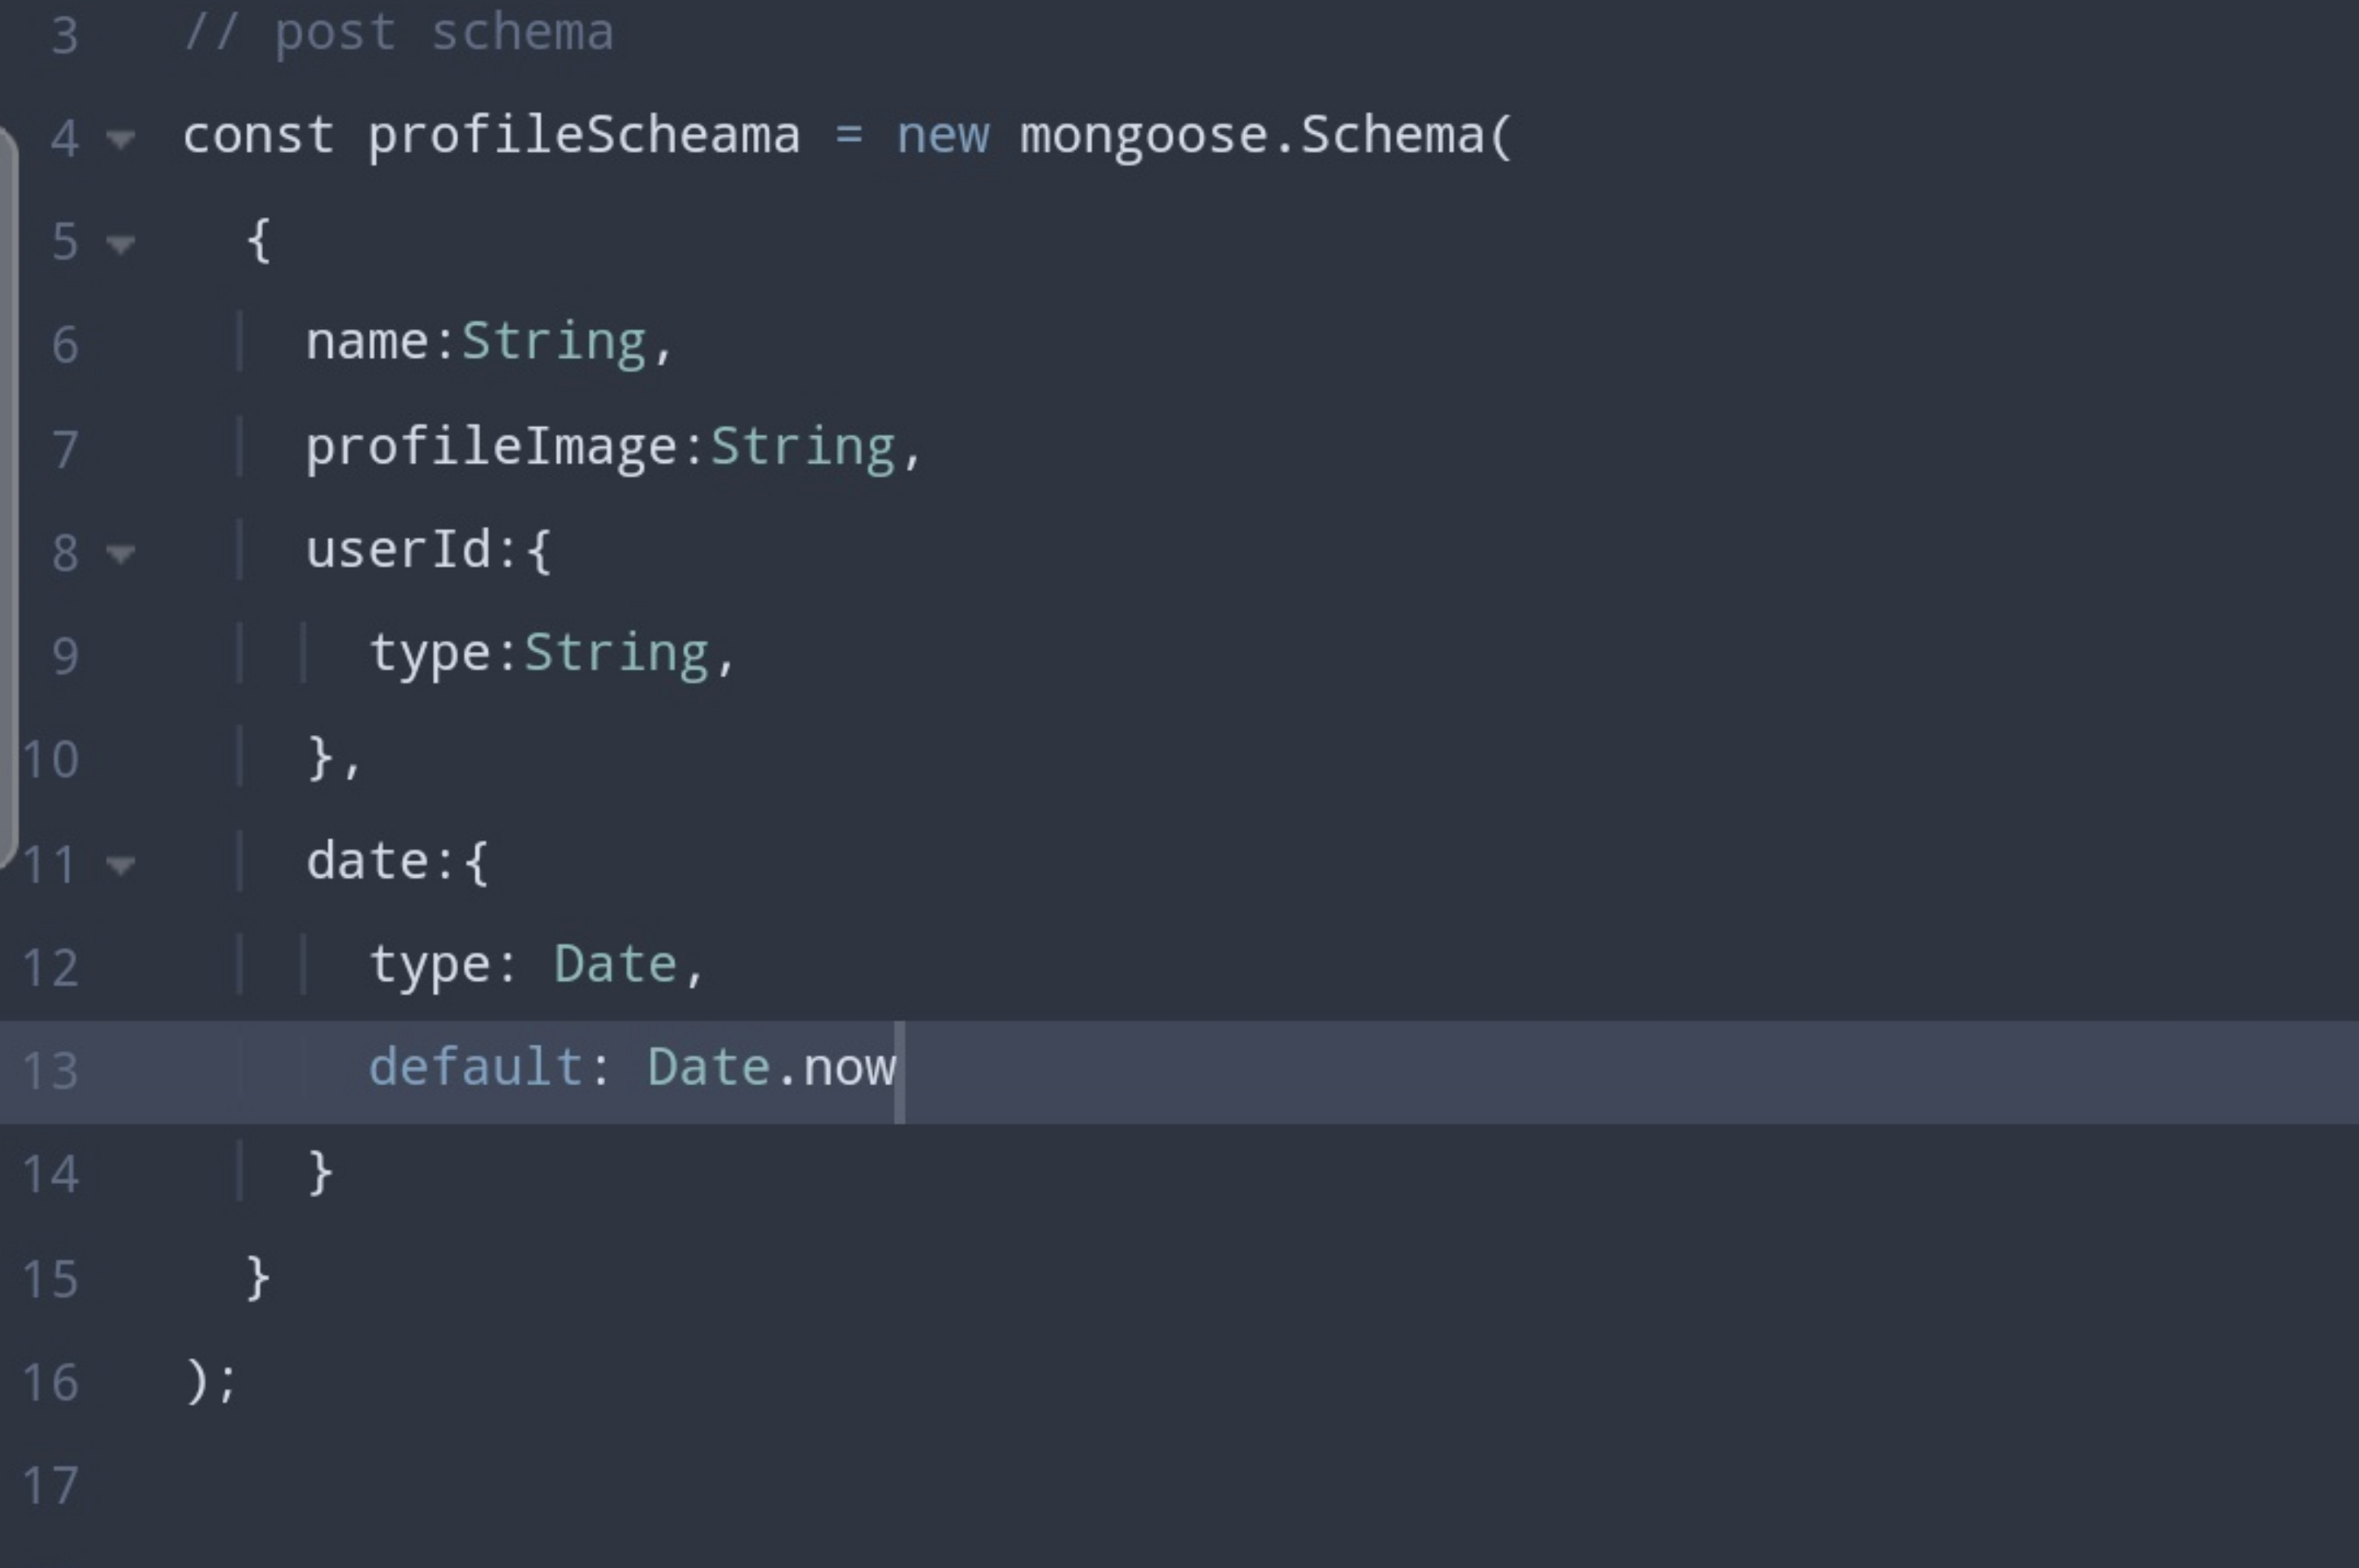 3 // post schema
4 const profileScheama = new mongoose.Schema(
5 {
6 name:String,
7 profileImage:String,
8 userId:{
9 type:String,
10 },
11 date:{
12 type: Date,
13 default: Date.now
14 }
15 }
16 );
17